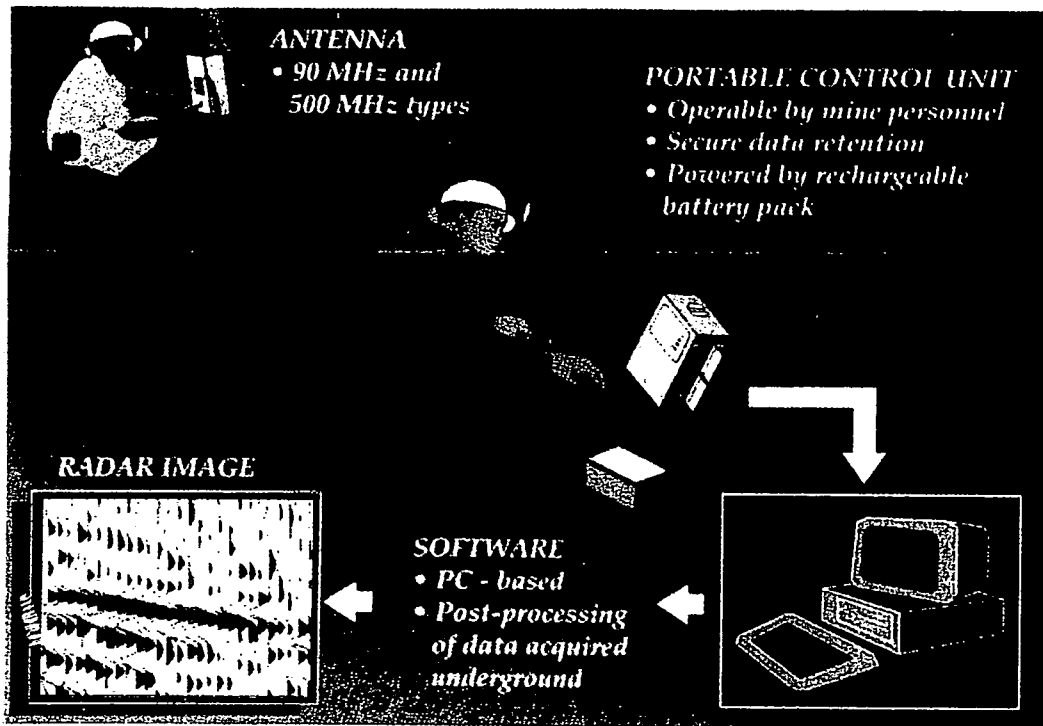 ANTENNA
• 90 MHz and
500 MHz types
PORTABLE CONTROL UNIT
• Operable by mine personnel
• Secure data retention
• Powered by rechargeable
battery pack
RADAR IMAGE
SOFTWARE
• PC - based
• Post-processing
of data acquired
underground